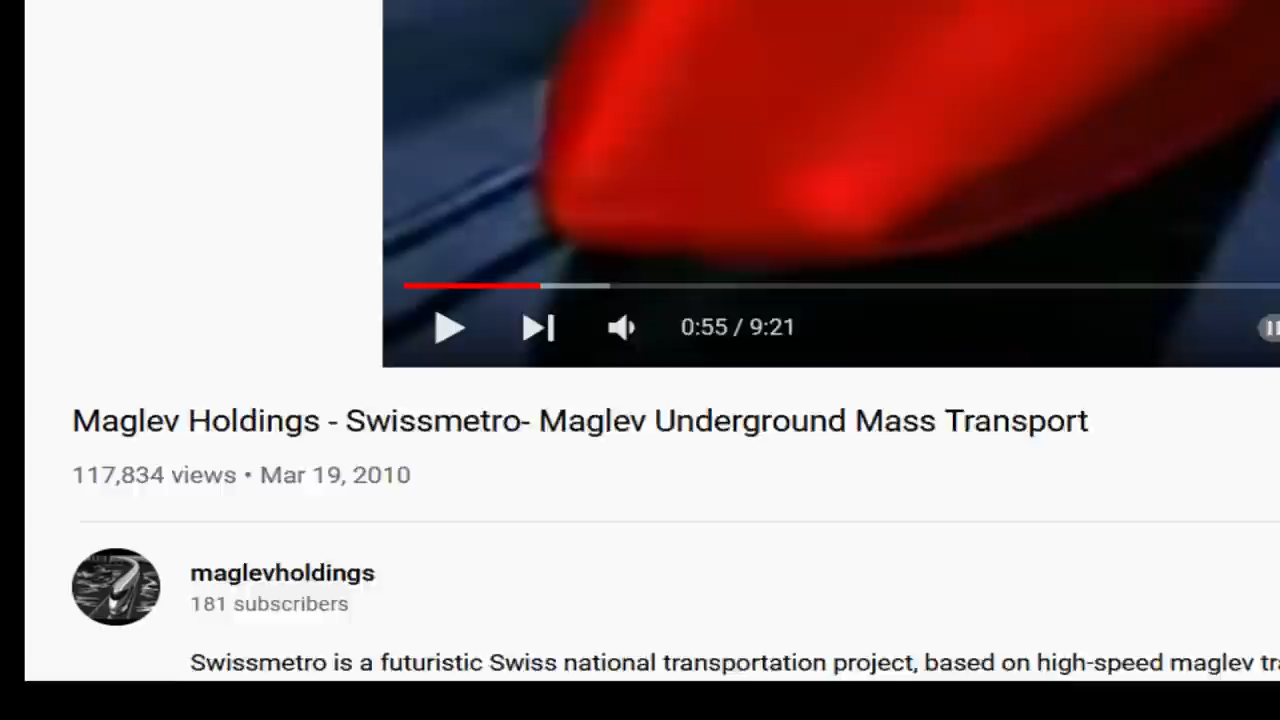 0:55 / 9:21
Maglev Holdings - Swissmetro- Maglev Underground Mass Transport
117,834 views • Mar 19, 2010
maglevholdings
181 subscribers
Swissmetro is a futuristic Swiss national transportation project, based on high-speed maglev